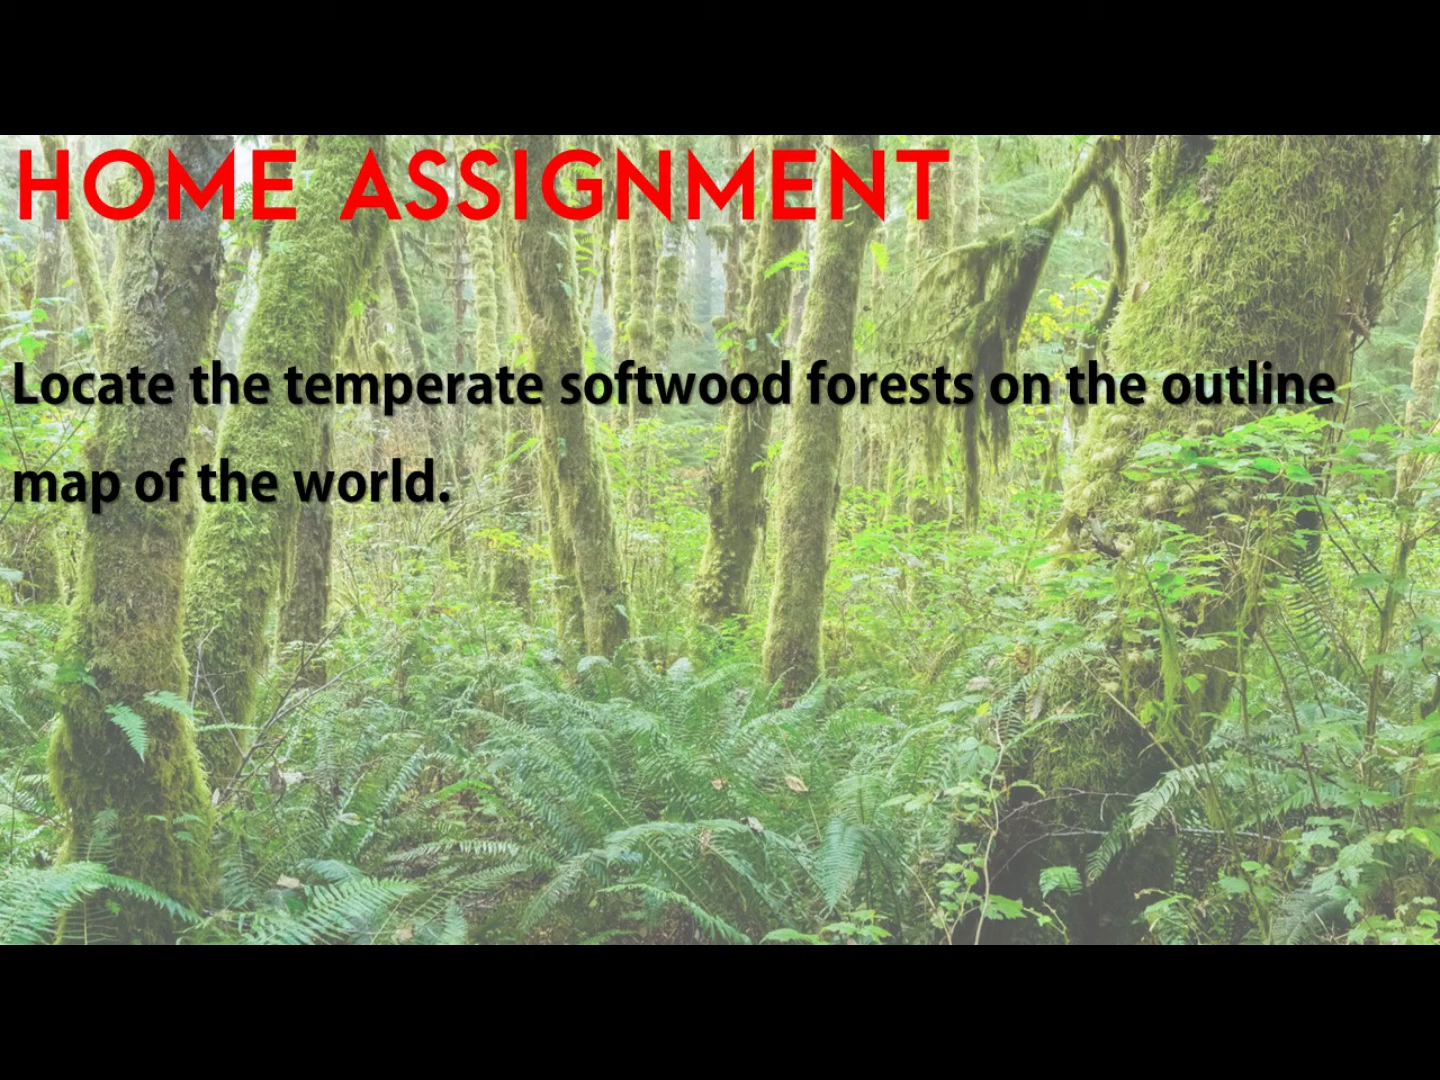 HOME ASSIGNMENT
Locate the temperate softwood forests on the outline
map of the world.